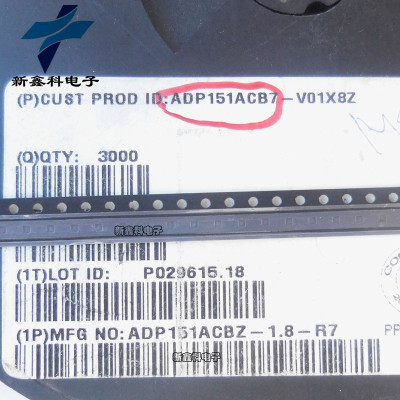 新鑫科电子
(P)CUST PROD ID:ADP151ACB7-V01X8Z
(Q)QTY: 3000
新鑫科电子
(1T)LOT ID: P029615.18
(1P)MFG NO:ADP151ACBZ-1.8-R7
PP
新鑫科电子